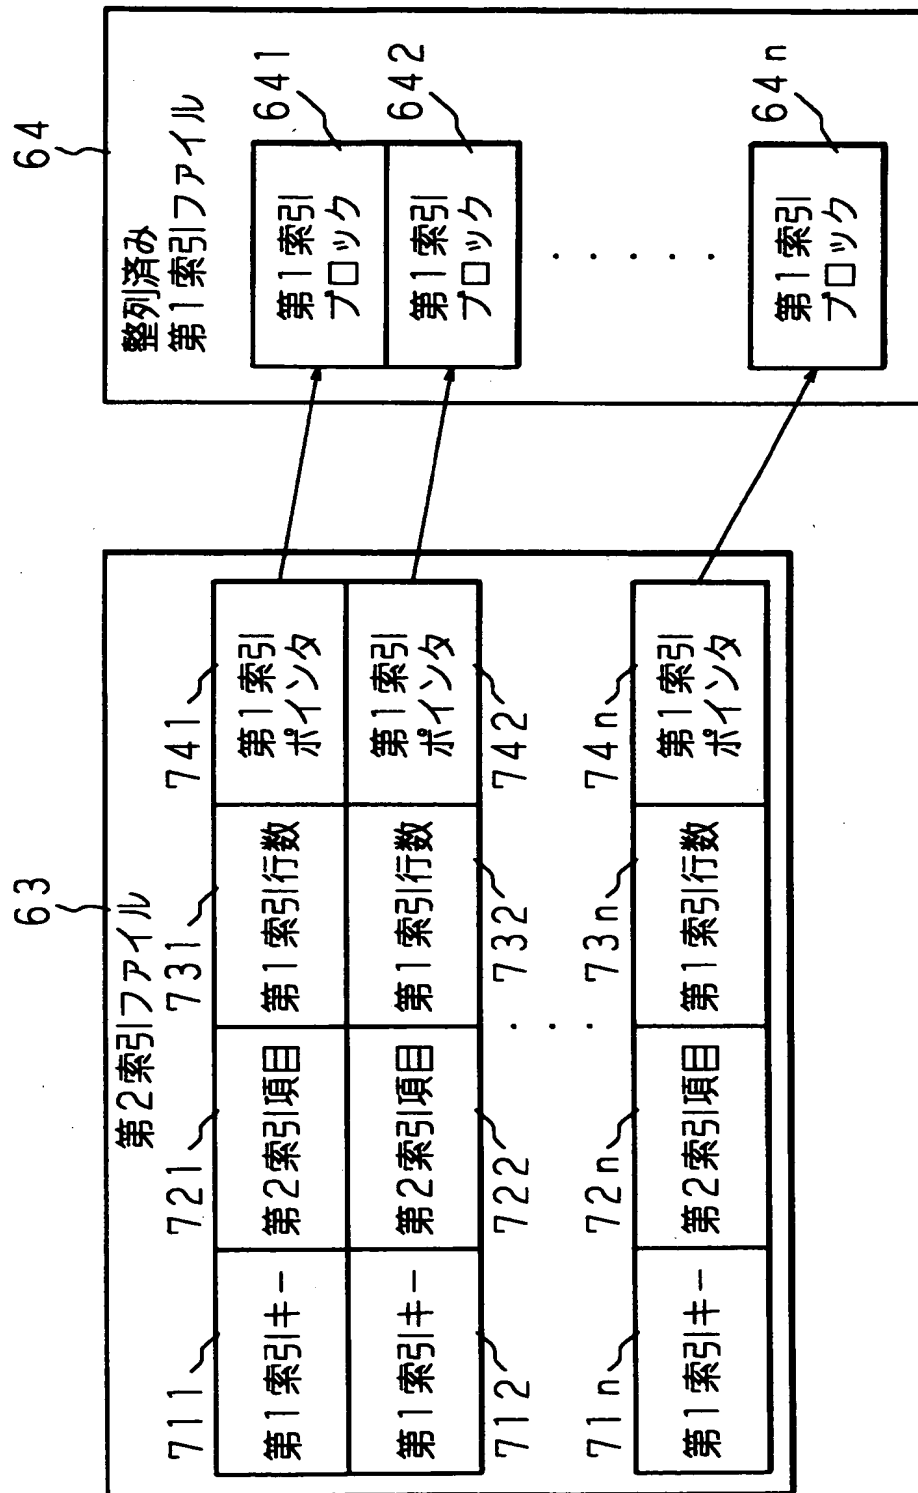 63
第2索引ファイル
711
721
731
741
第1索引キー
第2索引項目
第1索引行数
第1索引
ポインタ
第1索引キー
第2索引項目
第1索引行数
第1索引
ポインタ
712
722
732
742
71n
72n
73n
74n
第1索引キー
第2索引項目
第1索引行数
第1索引
ポインタ
64
整列済み
第1索引ファイル
第1索引
ブロック
641
第1索引
ブロック
642
第1索引
ブロック
64n